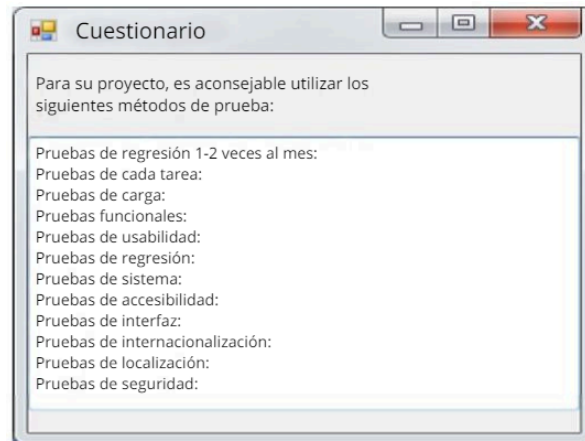 Cuestionario
Para su proyecto, es aconsejable utilizar los
siguientes métodos de prueba:
Pruebas de regresión 1-2 veces al mes:
Pruebas de cada tarea:
Pruebas de carga:
Pruebas funcionales:
Pruebas de usabilidad:
Pruebas de regresión:
Pruebas de sistema:
Pruebas de accesibilidad:
Pruebas de interfaz:
Pruebas de internacionalización:
Pruebas de localización:
Pruebas de seguridad: